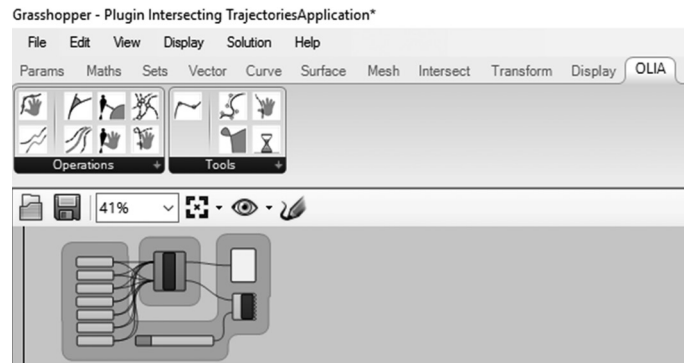 Grasshopper - Plugin Intersecting TrajectoriesApplication*
File Edit View Display Solution Help
Params Maths Sets Vector Curve Surface Mesh Intersect Transform Display OLIA
Operations Tools
41%